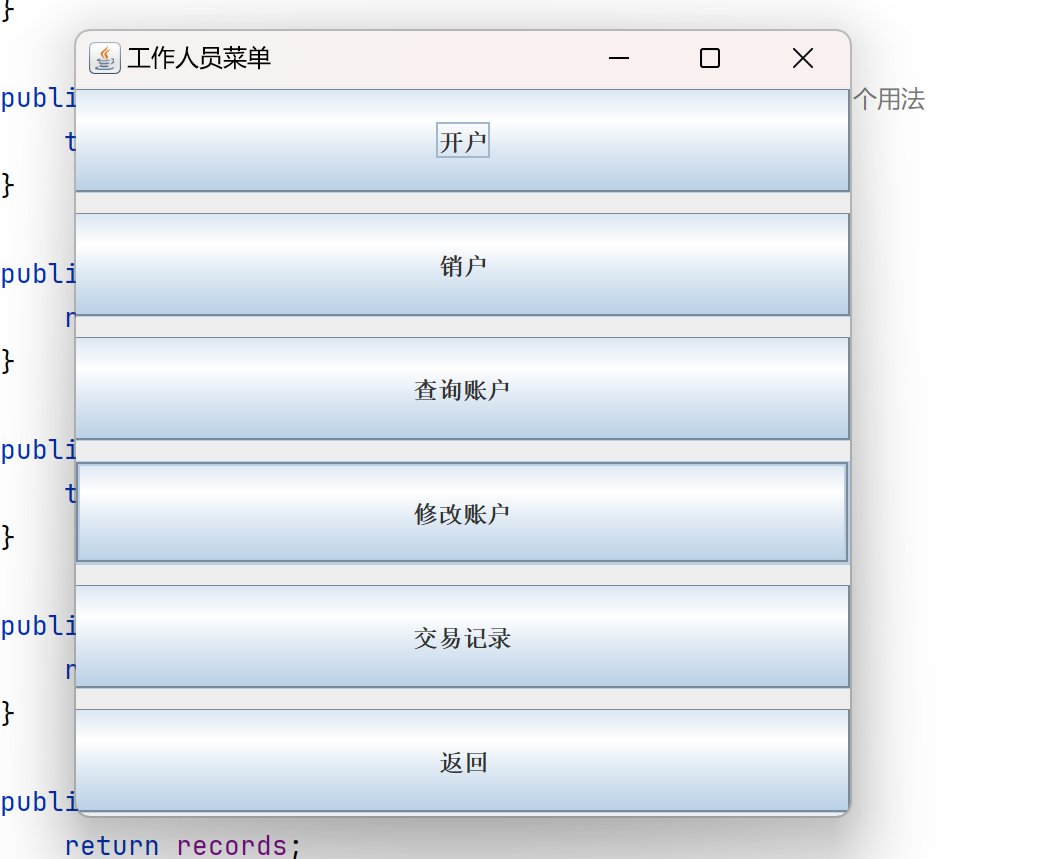 }
工作人员菜单
publi
个用法
开户
t
}
销户
publi
r
}
查询账户
publi
t
修改账户
}
publi
交易记录
r
}
返回
publi
return records;